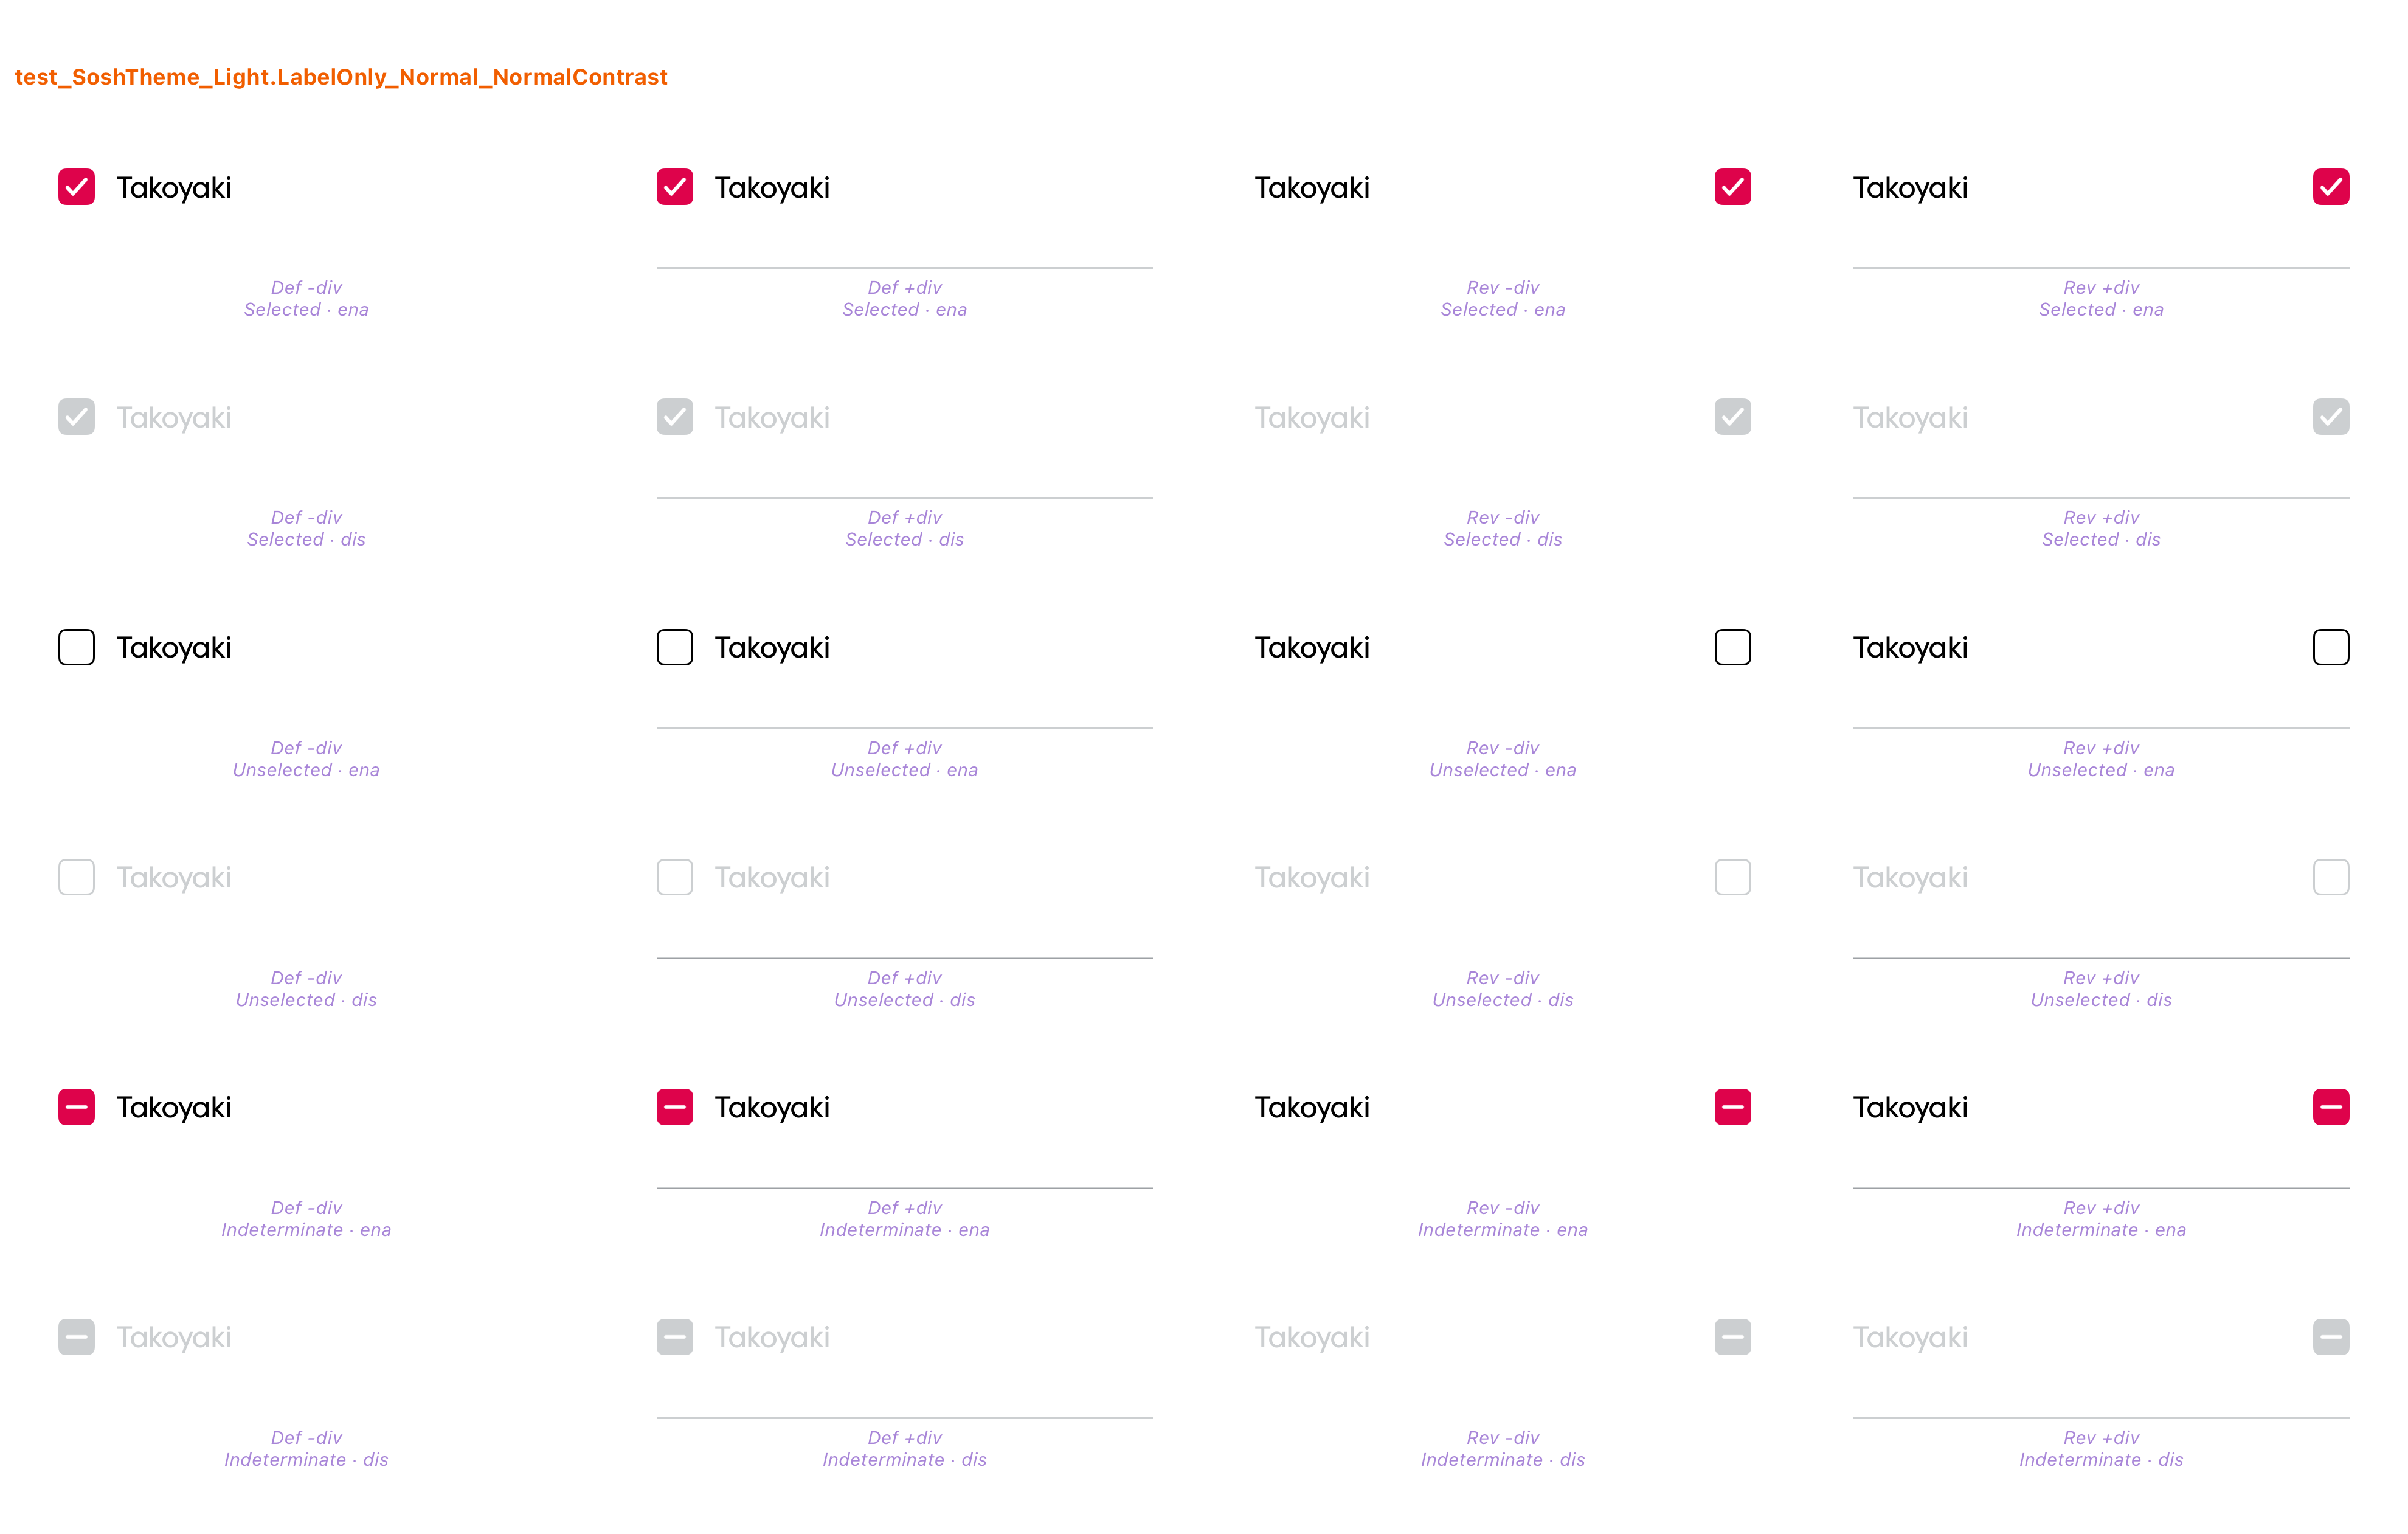 test_SoshTheme_Light.LabelOnly_Normal_NormalContrast
Takoyaki
Takoyaki
Takoyaki
Takoyaki
Def -div
Selected · ena
Def +div
Selected · ena
Rev -div
Selected · ena
Rev +div
Selected · ena
Takoyaki
Takoyaki
Takoyaki
Takoyaki
Def -div
Selected · dis
Def +div
Selected · dis
Rev -div
Selected · dis
Rev +div
Selected · dis
Takoyaki
Takoyaki
Takoyaki
Takoyaki
Def -div
Unselected · ena
Def +div
Unselected · ena
Rev -div
Unselected · ena
Rev +div
Unselected · ena
Takoyaki
Takoyaki
Takoyaki
Takoyaki
Def -div
Unselected · dis
Def +div
Unselected · dis
Rev -div
Unselected · dis
Rev +div
Unselected · dis
Takoyaki
Takoyaki
Takoyaki
Takoyaki
Def -div
Indeterminate · ena
Def +div
Indeterminate · ena
Rev -div
Indeterminate · ena
Rev +div
Indeterminate · ena
Takoyaki
Takoyaki
Takoyaki
Takoyaki
Def -div
Indeterminate · dis
Def +div
Indeterminate · dis
Rev -div
Indeterminate · dis
Rev +div
Indeterminate · dis